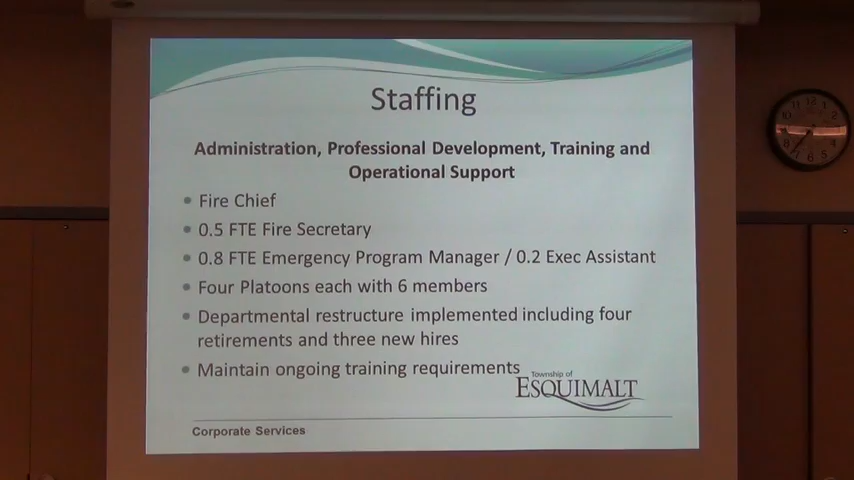 Staffing
Administration, Professional Development, Training and
Operational Support
Fire Chief
0.5 FTE Fire Secretary
0.8 FTE Emergency Program Manager / 0.2 Exec Assistant
Four Platoons each with 6 members
Departmental restructure implemented including four
retirements and three new hires
Maintain ongoing training requirements
Township of
ESQUIMALT
Corporate Services